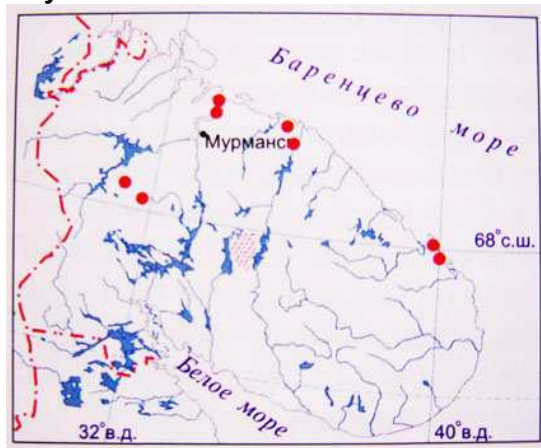 Баренцево море
Мурманск
68°с.ш.
Белое море
32°в.д.
40°в.д.